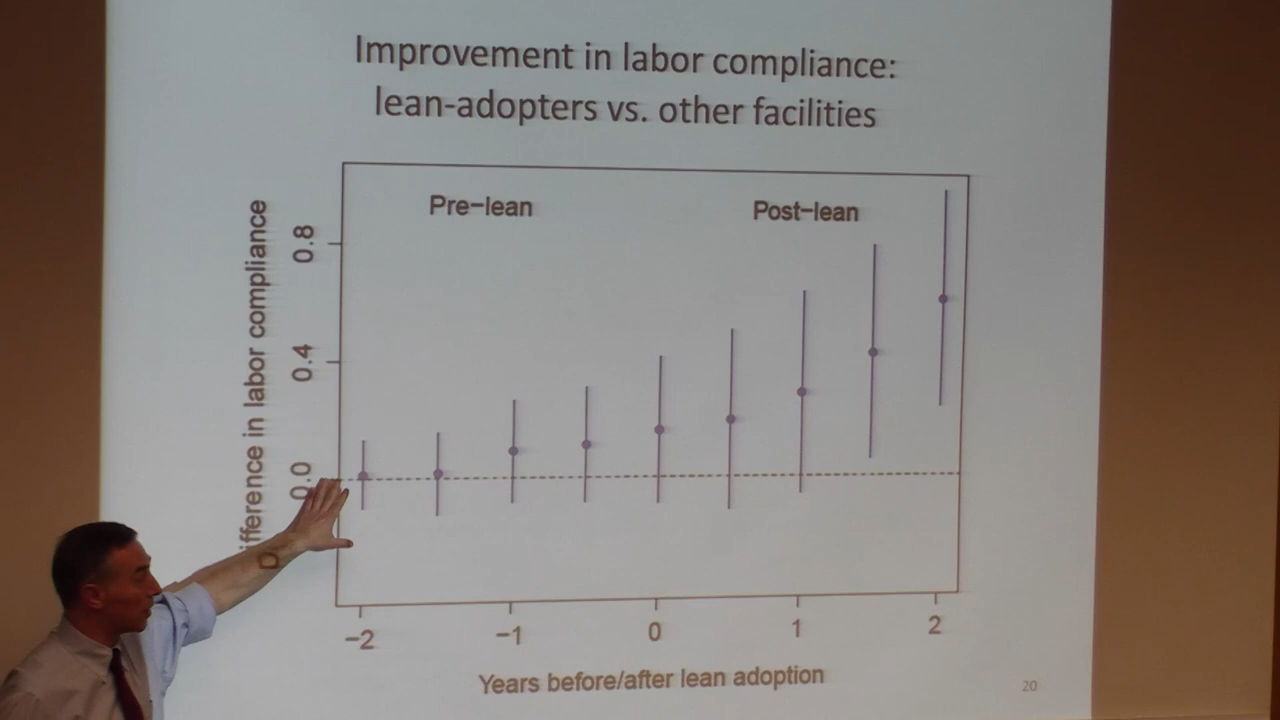 Improvement in labor compliance:
lean-adopters vs. other facilities
Pre-lean
Post-lean
Difference in labor compliance
0.8
0.4
0.0
-2
-1
0
1
2
Years before/after lean adoption
20